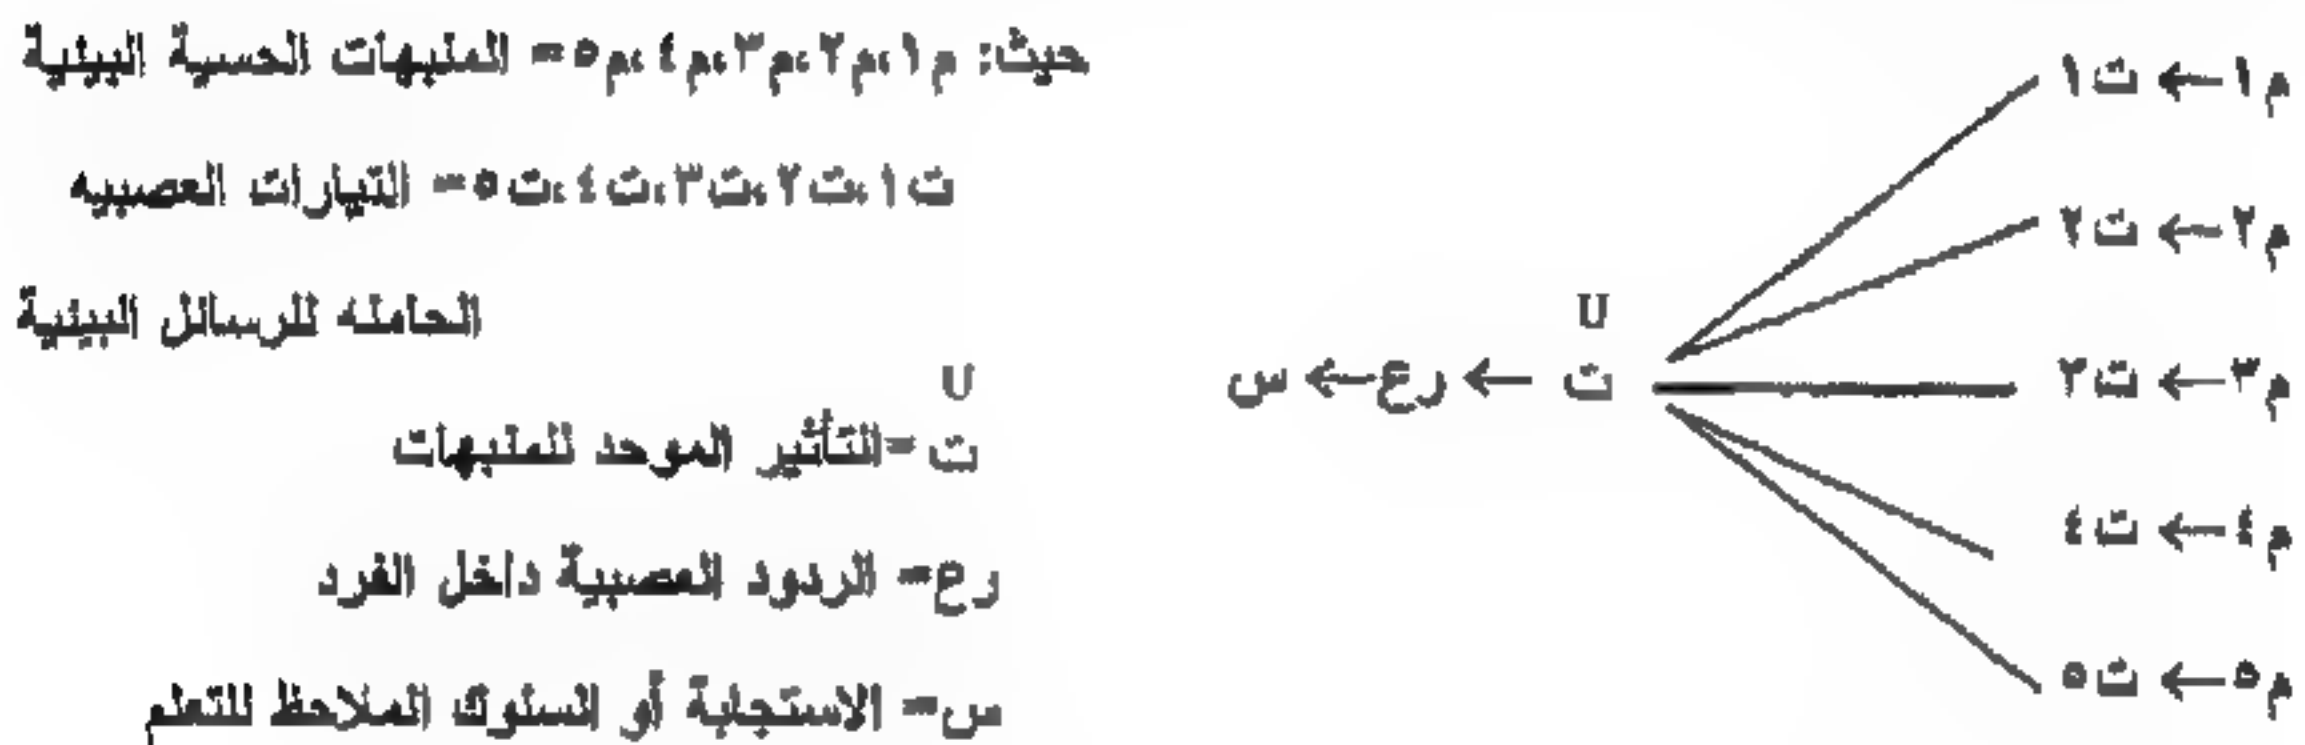 م١ ← ت١
م٢ ← ت٢
م٣ ← ت٣
م٤ ← ت٤
م٥ ← ت٥
U
ت ← رع ← س
حيث: م١،م٢،م٣،م٤،م٥= المنبهات الحسية البيئية
ت١،ت٢،ت٣،ت٤،ت٥= التيارات العصبيه
الحامله للرسائل البيئية
U
ت =التأثير الموحد للمنبهات
رع= الردود العصبية داخل الفرد
س= الاستجابة أو السلوك الملاحظ للتعلم